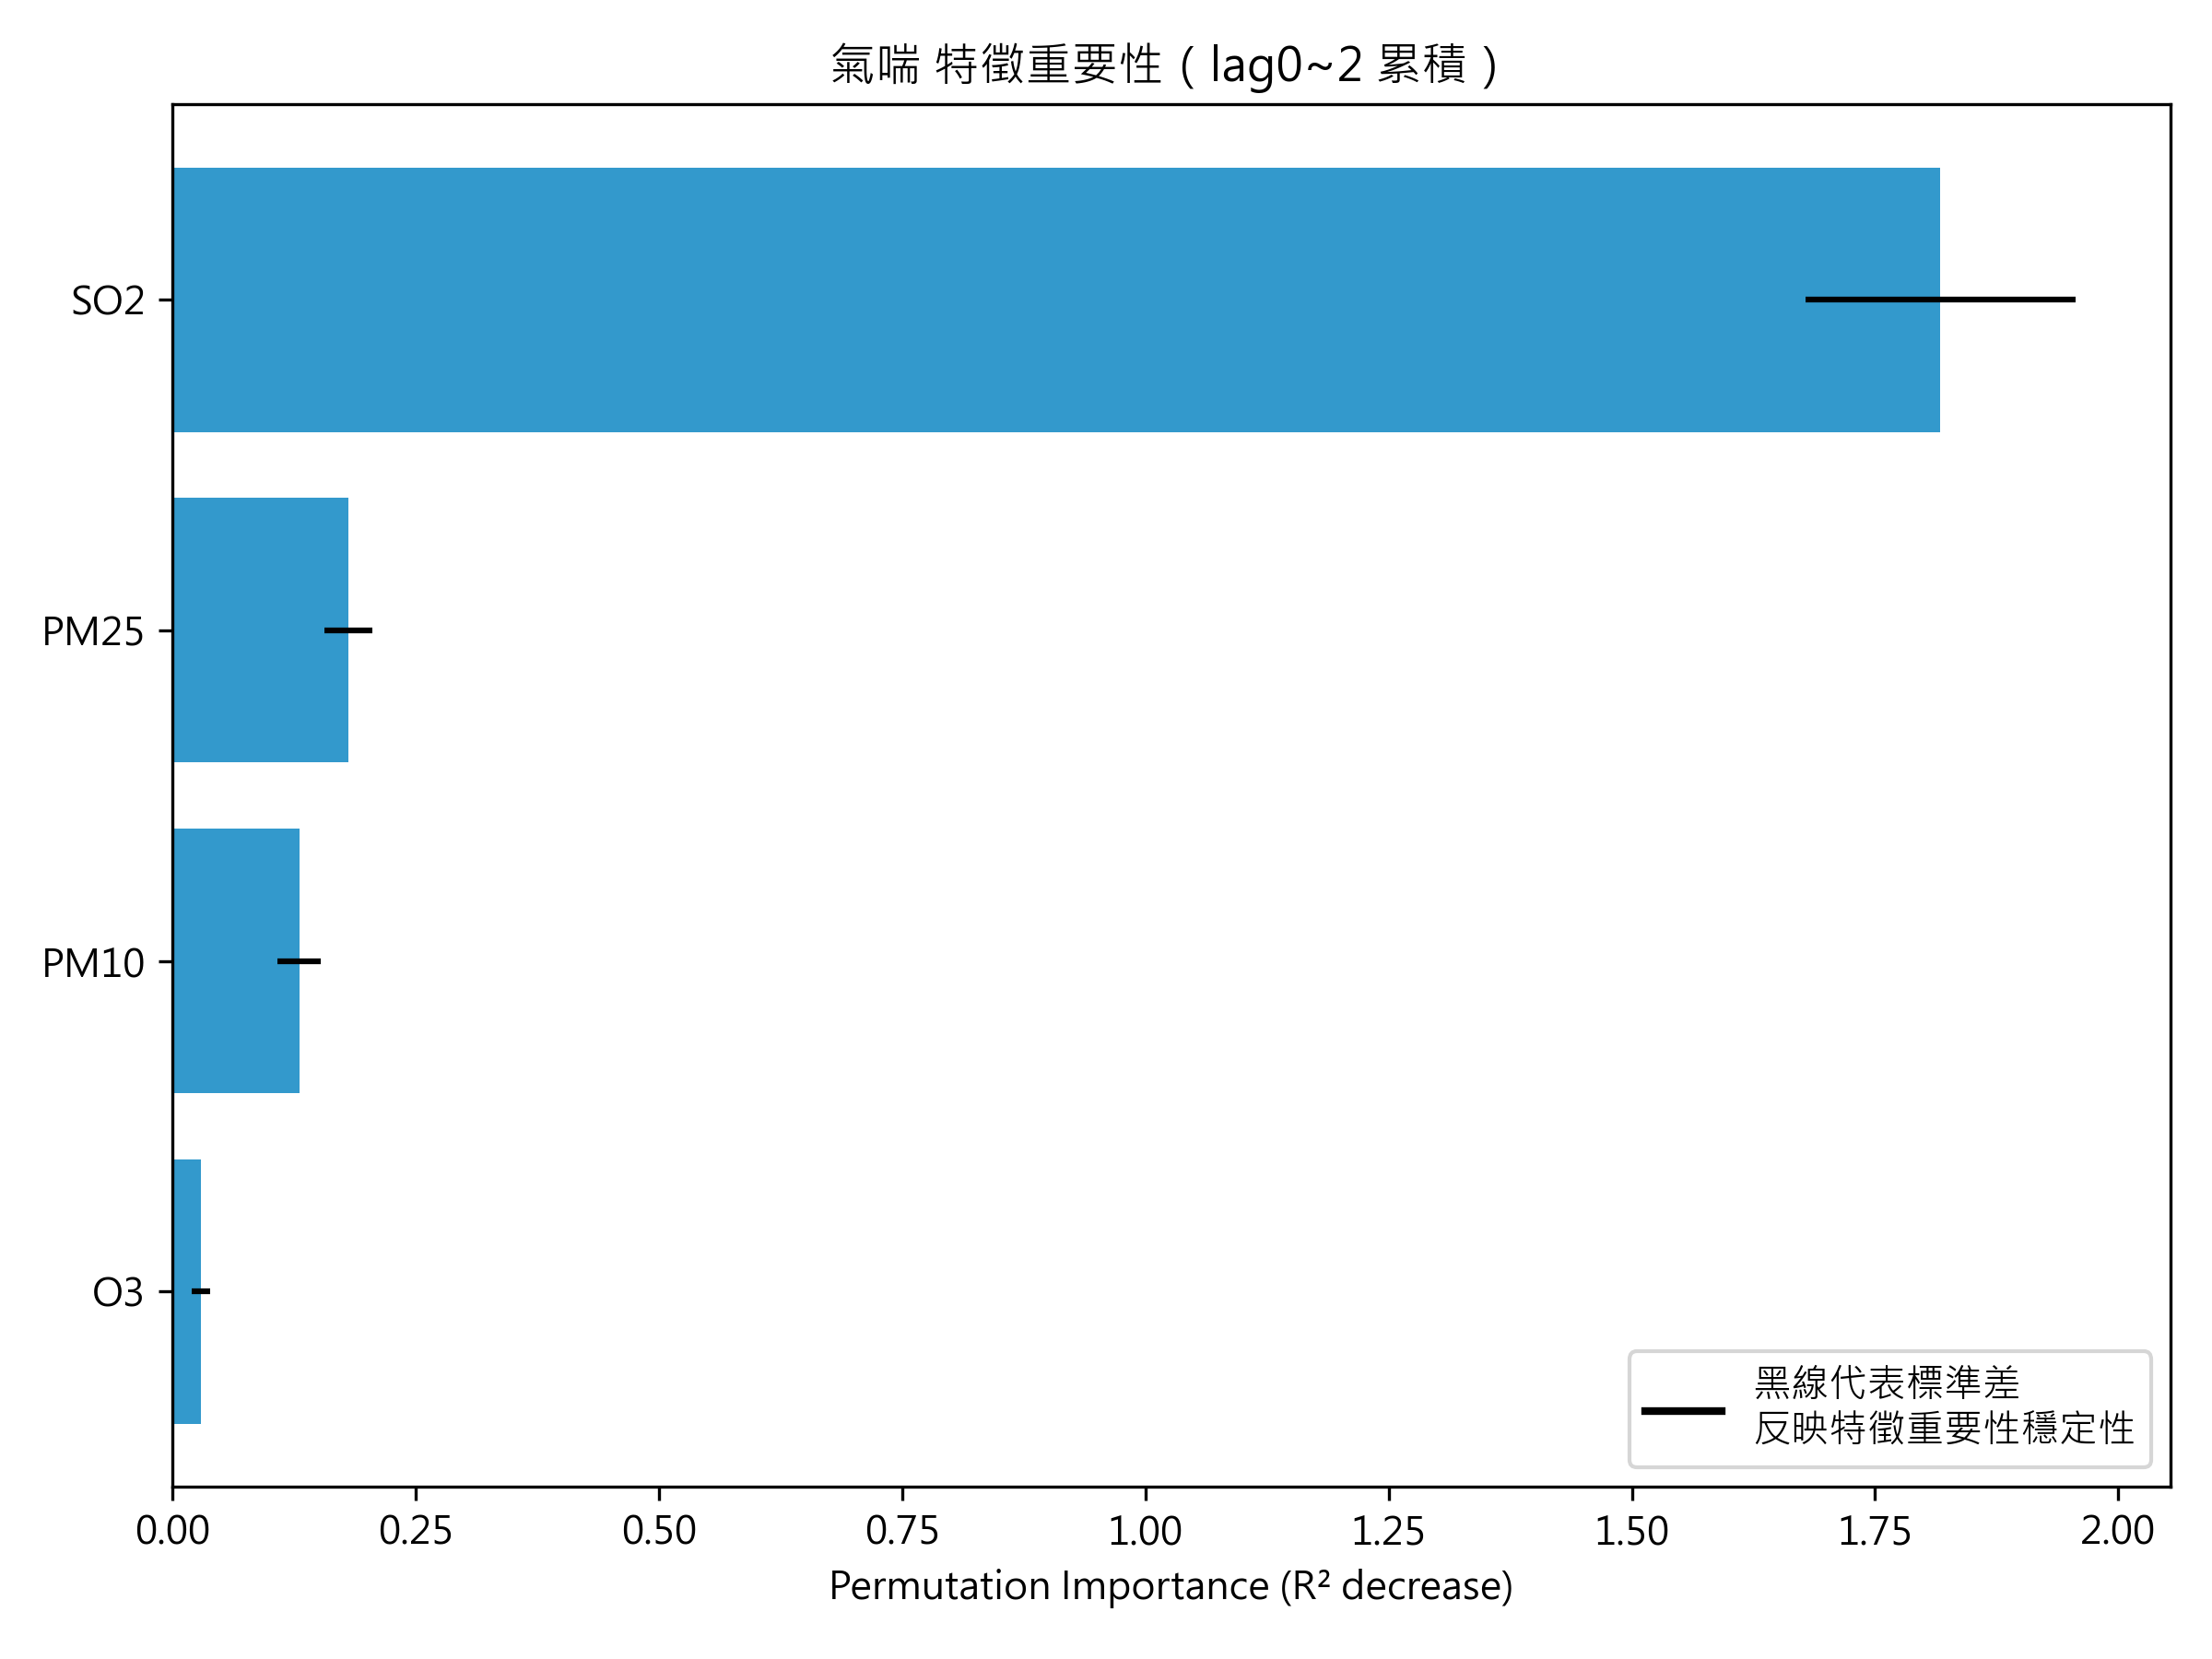 氣喘 特徵重要性（lag0~2 累積）
SO2
PM25
PM10
O3
黑線代表標準差
反映特徵重要性穩定性
0.00 0.25 0.50 0.75 1.00 1.25 1.50 1.75 2.00
Permutation Importance (R² decrease)